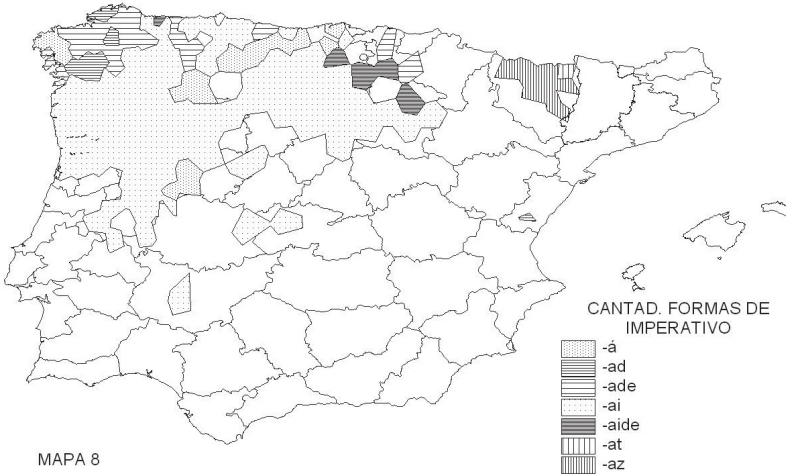 CANTAD. FORMAS DE
IMPERATIVO
-á
-ad
-ade
-ai
-aide
-at
-az
MAPA 8